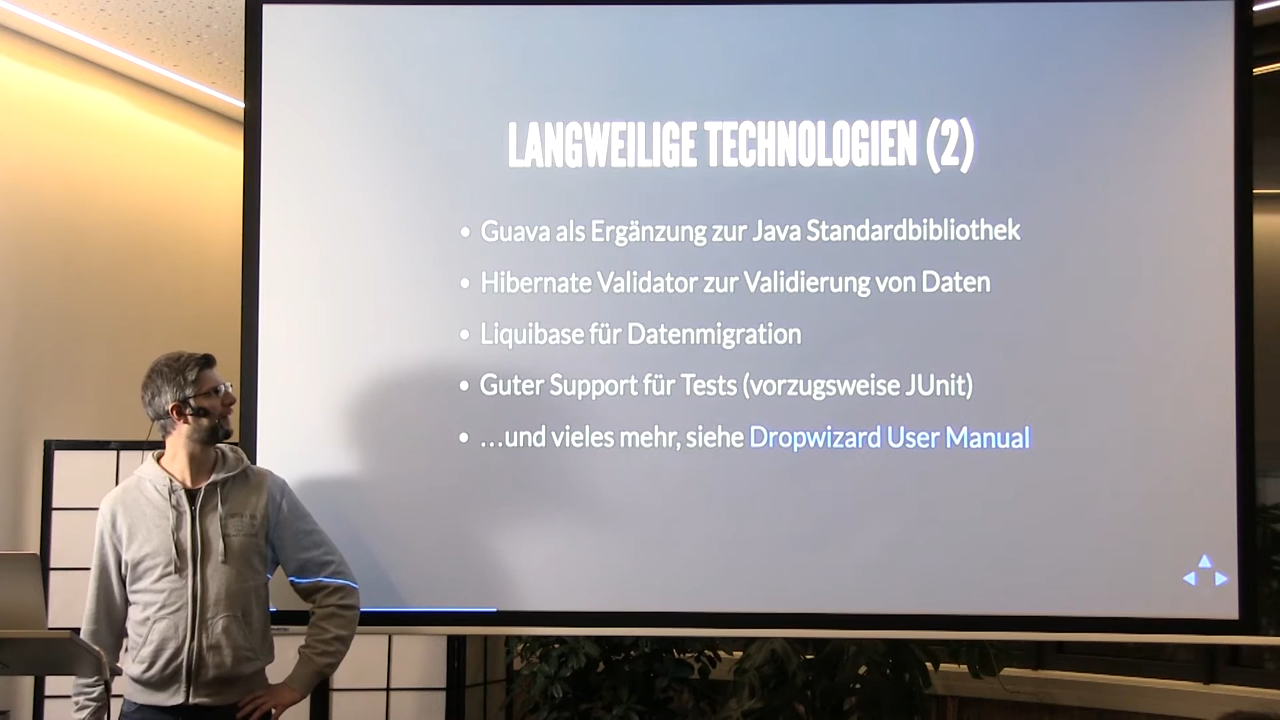 LANGWEILIGE TECHNOLOGIEN (2)
• Guava als Ergänzung zur Java Standardbibliothek
• Hibernate Validator zur Validierung von Daten
• Liquibase für Datenmigration
• Guter Support für Tests (vorzugsweise JUnit)
• …und vieles mehr, siehe Dropwizard User Manual